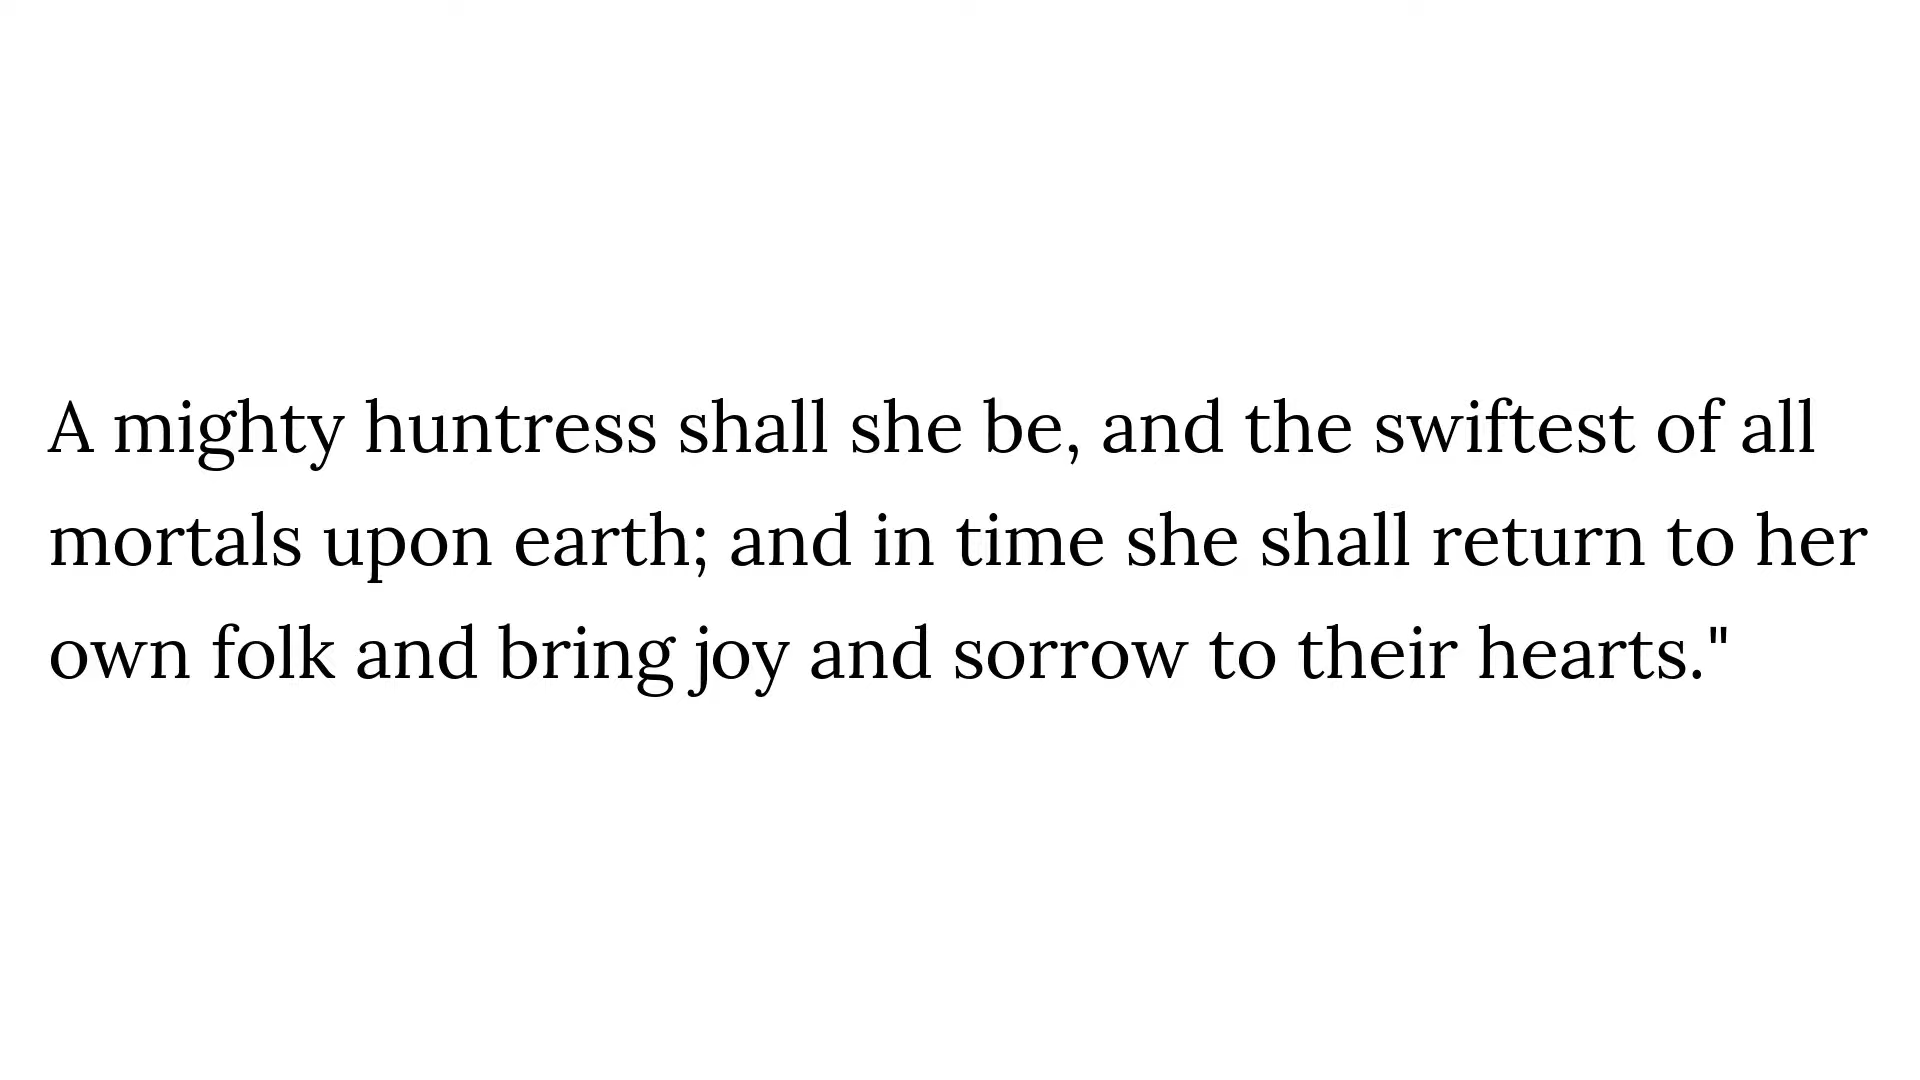 A mighty huntress shall she be, and the swiftest of all
mortals upon earth; and in time she shall return to her
own folk and bring joy and sorrow to their hearts."